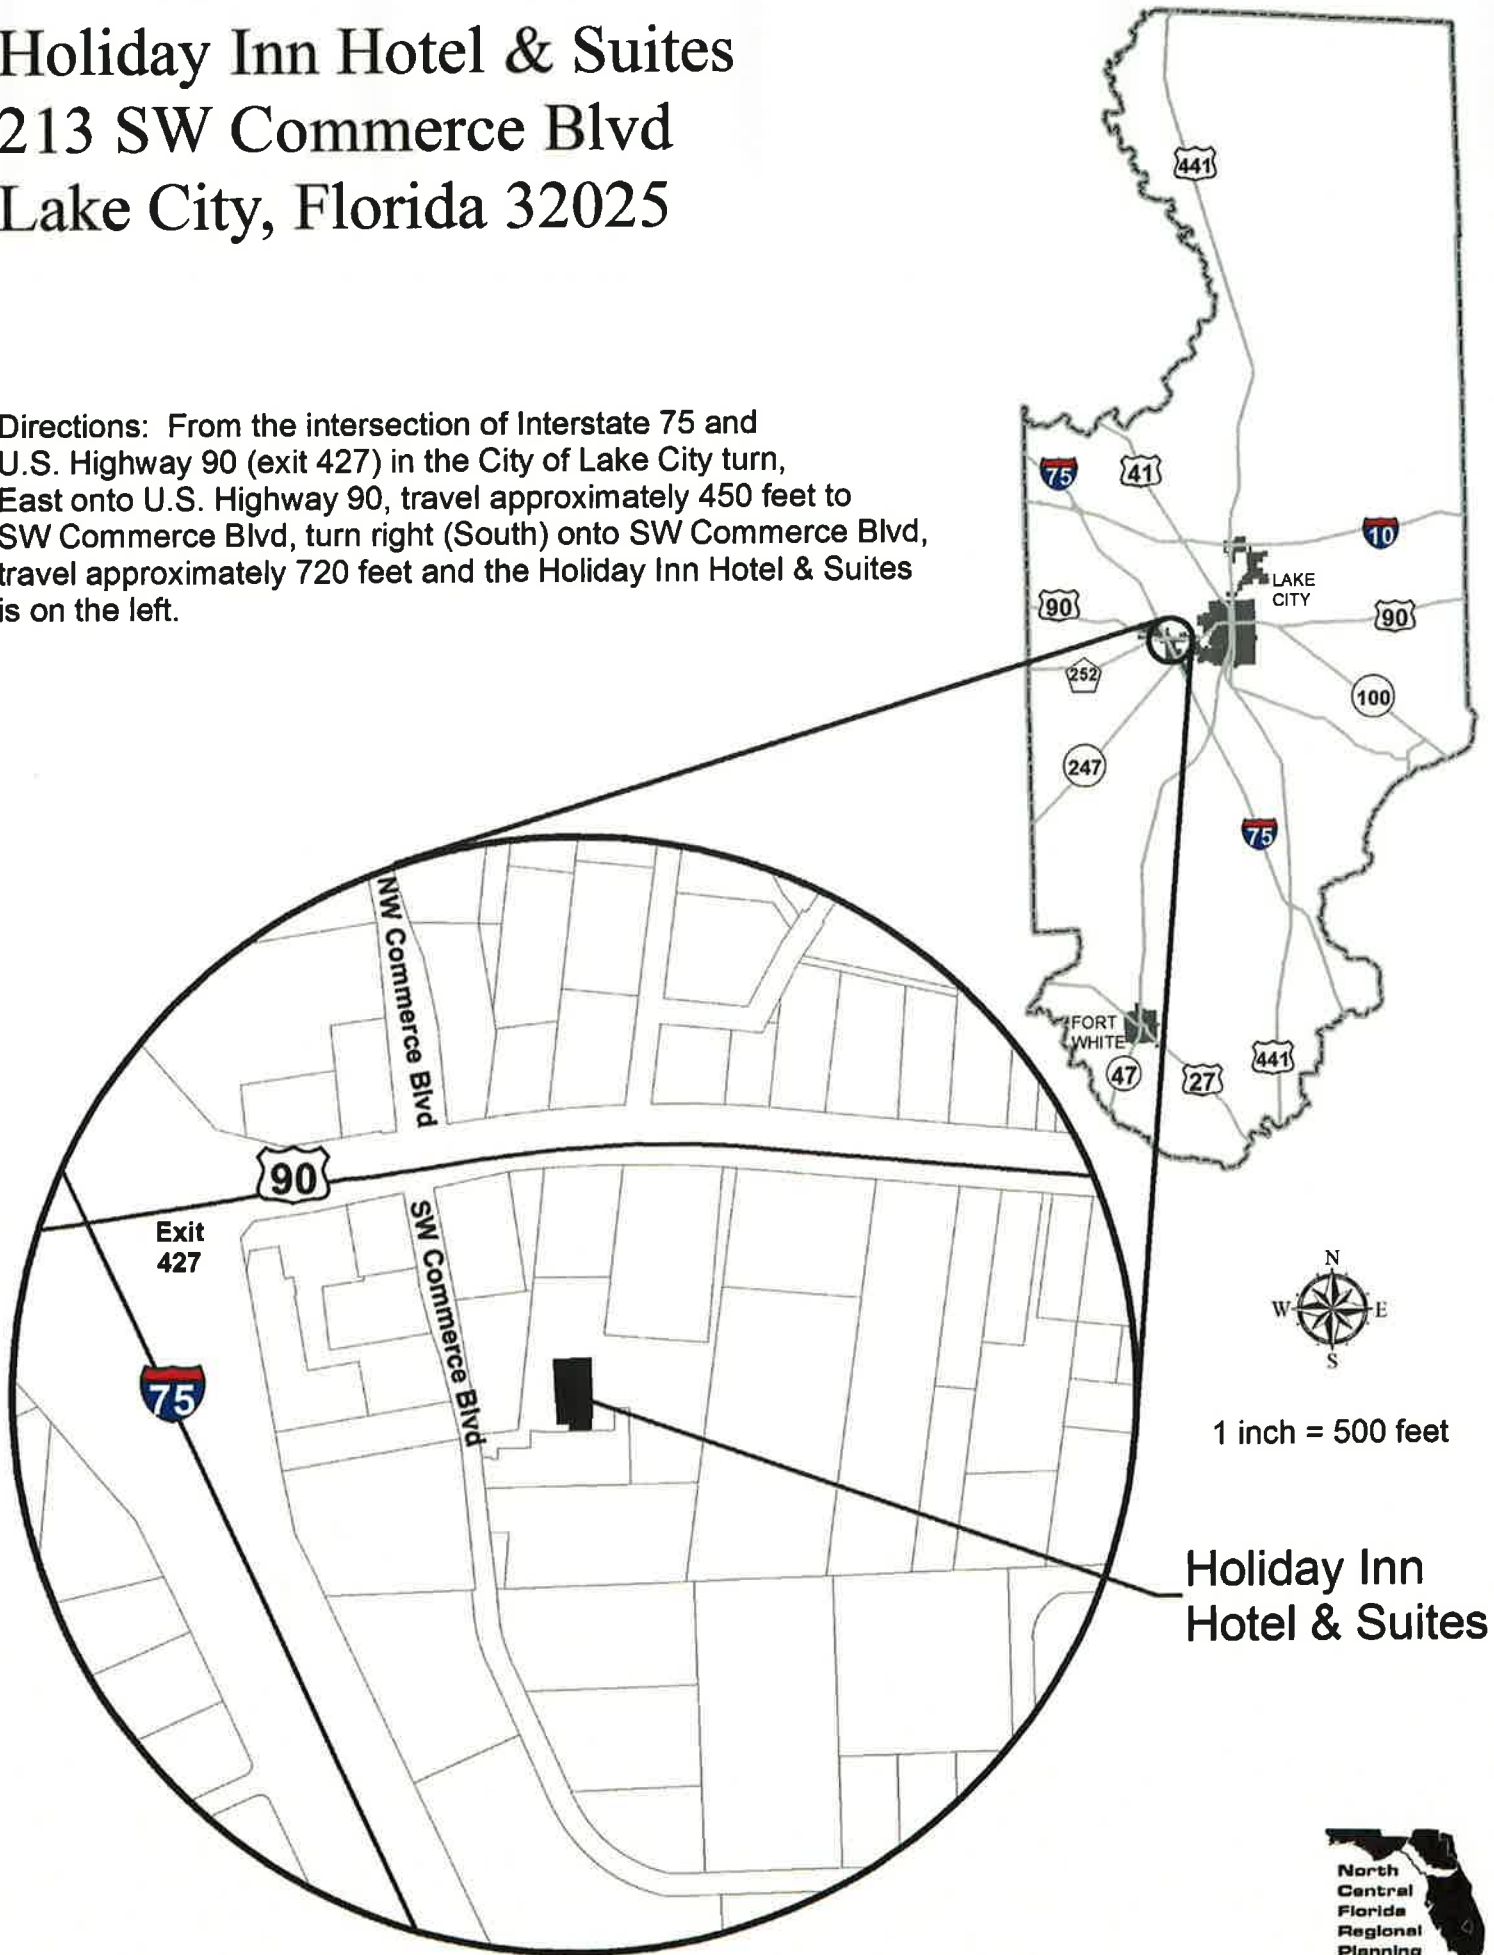 Holiday Inn Hotel & Suites
213 SW Commerce Blvd
Lake City, Florida 32025
Directions: From the intersection of Interstate 75 and
U.S. Highway 90 (exit 427) in the City of Lake City turn,
East onto U.S. Highway 90, travel approximately 450 feet to
SW Commerce Blvd, turn right (South) onto SW Commerce Blvd,
travel approximately 720 feet and the Holiday Inn Hotel & Suites
is on the left.
441
75
41
10
LAKE
CITY
90
90
252
100
247
75
FORT
WHITE
47
27
441
NW Commerce Blvd
90
Exit
427
SW Commerce Blvd
75
N
W
E
S
1 inch = 500 feet
Holiday Inn
Hotel & Suites
North
Central
Florida
Regional
Planning